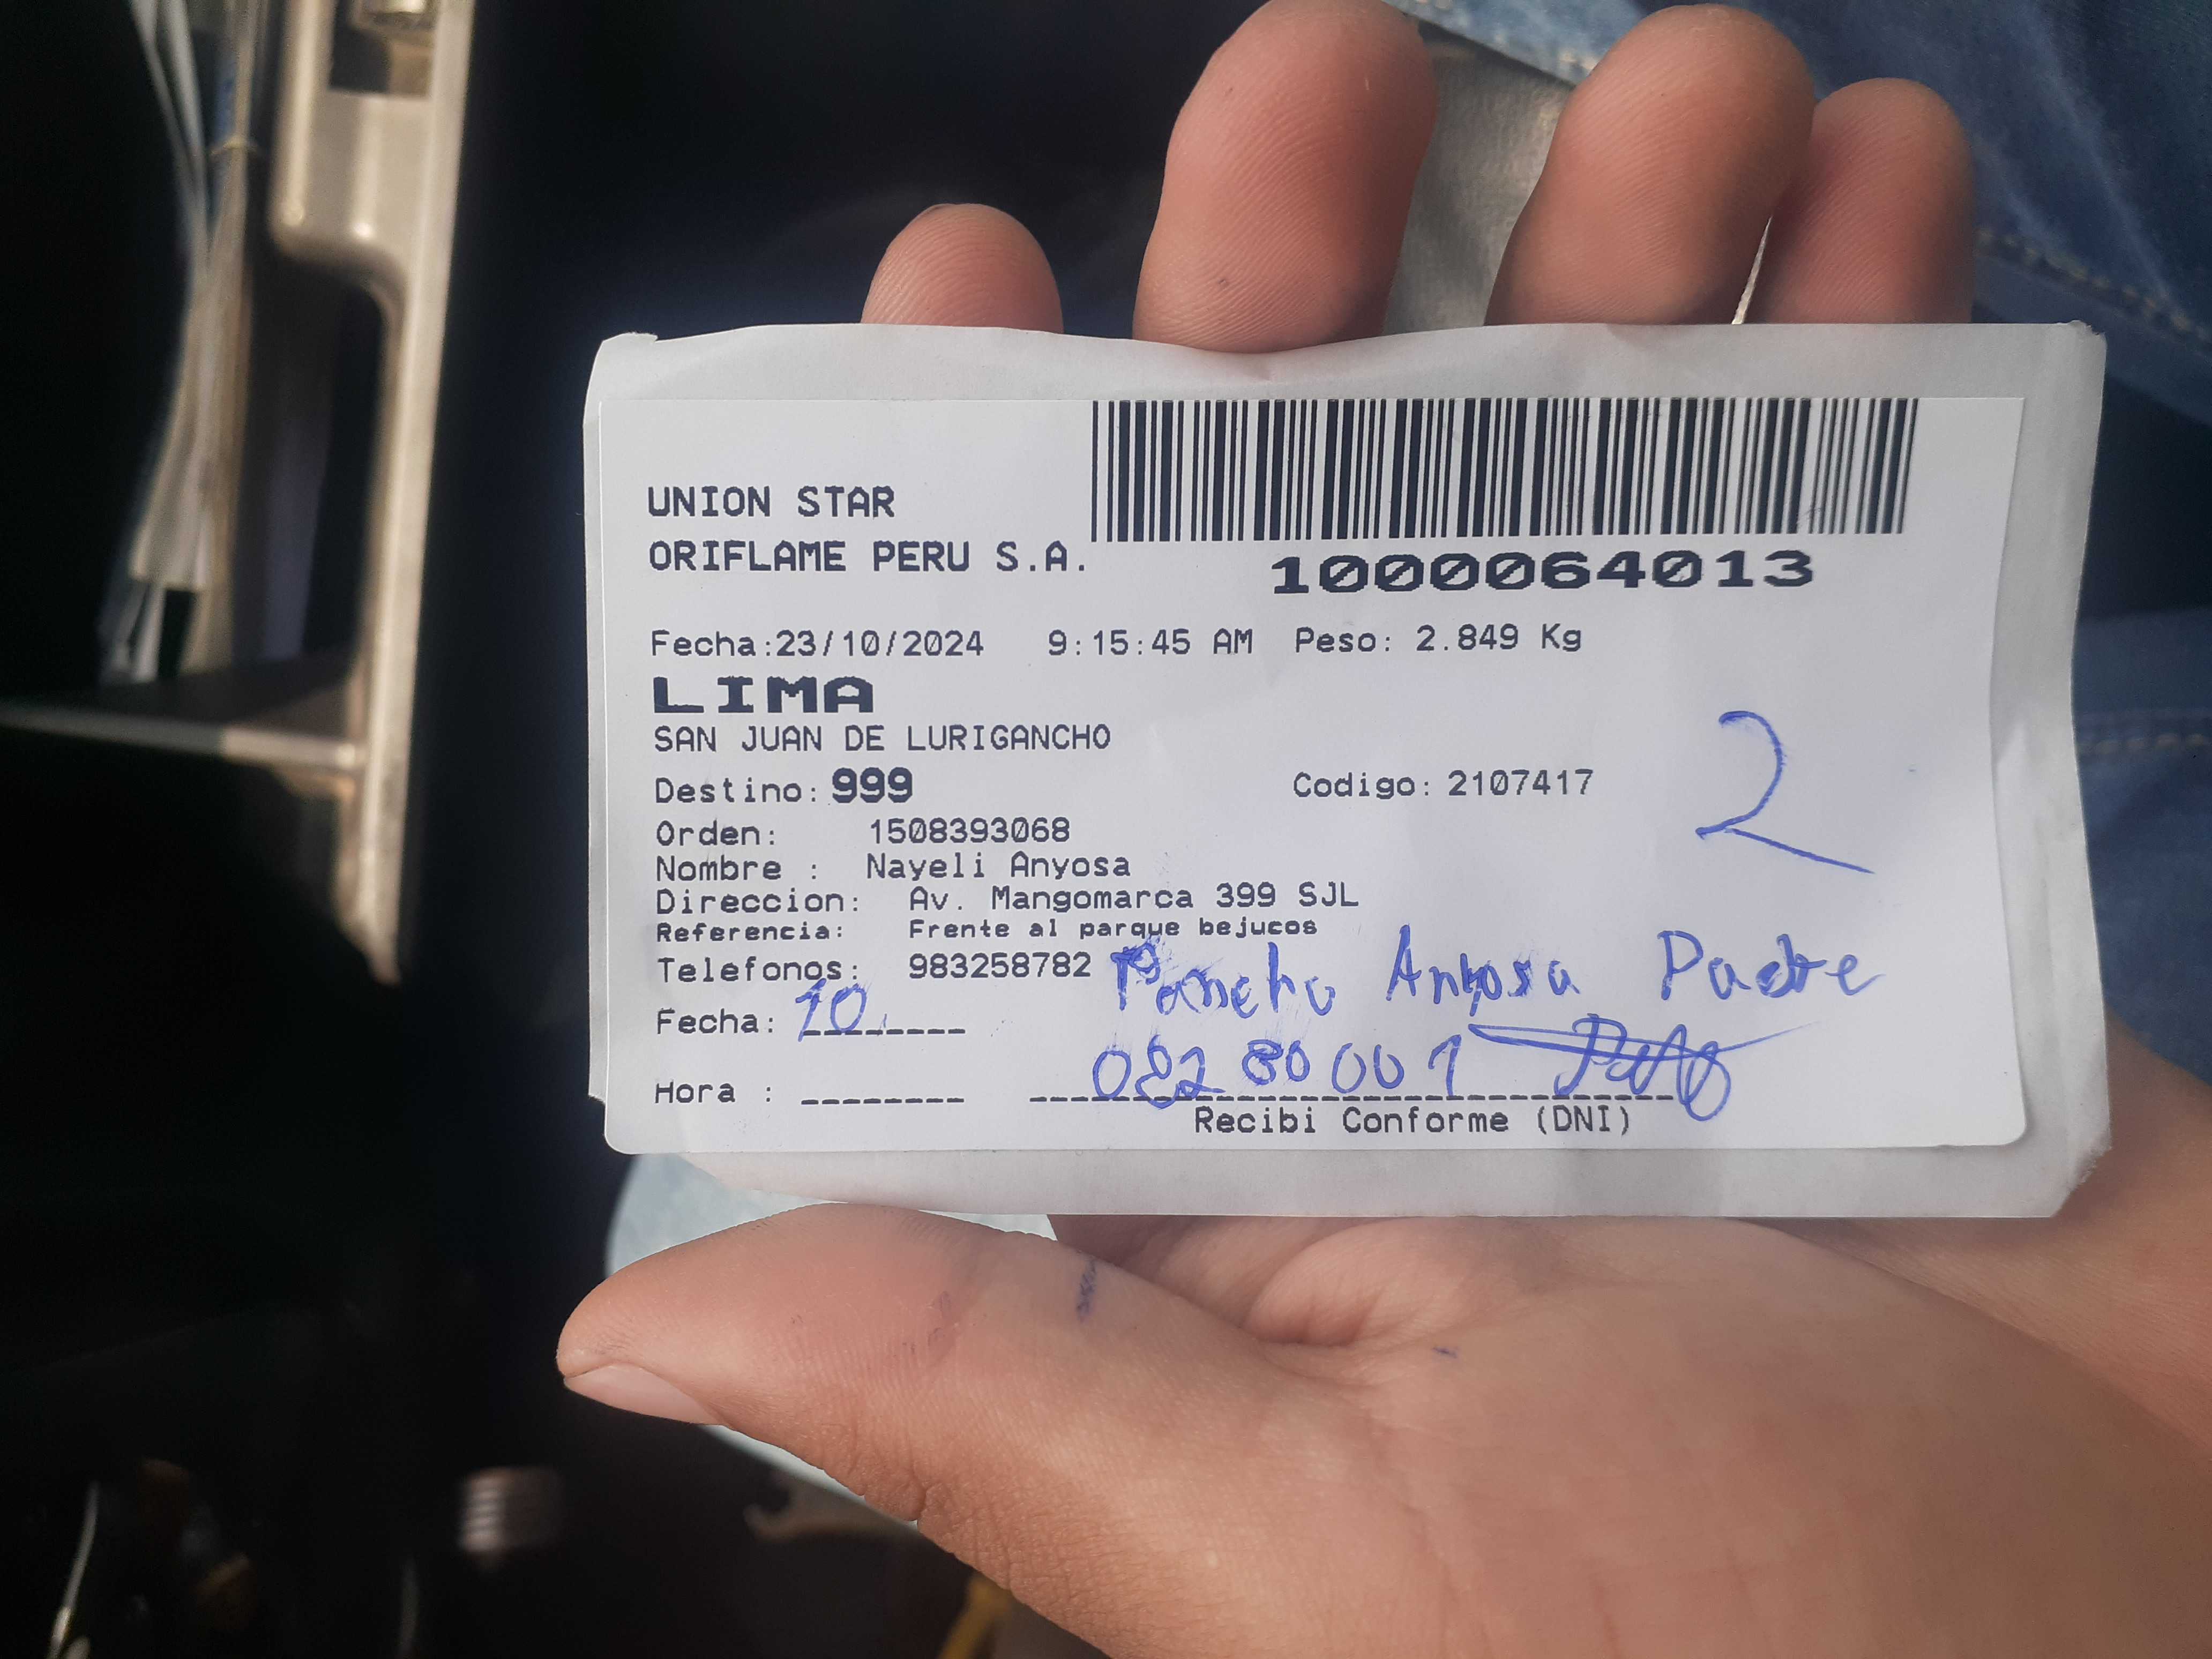 UNION STAR
ORIFLAME PERU S.A.
1000064013
Fecha:23/10/2024 9:15:45 AM Peso: 2.849 Kg
LIMA
SAN JUAN DE LURIGANCHO
Destino: 999 Codigo: 2107417
2
Orden: 1508393068
Nombre : Nayeli Anyosa
Direccion: Av. Mangomarca 399 SJL
Referencia: Frente al parque bejucos
Telefonos: 983258782
Pancho Anyosa Padre
Fecha: 10
08280001
Hora :
Recibi Conforme (DNI)